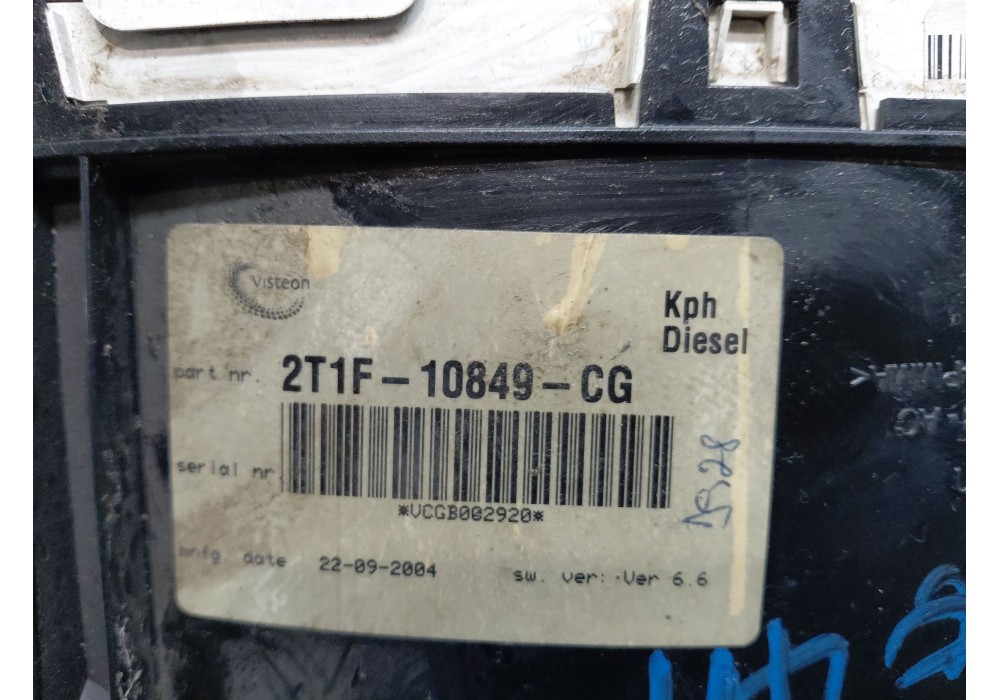 Visteon
Kph
Diesel
part nr. 2T1F-10849-CG
serial nr
*VCGB002920*
mnfg. date 22-09-2004 sw. ver: Ver 6.6